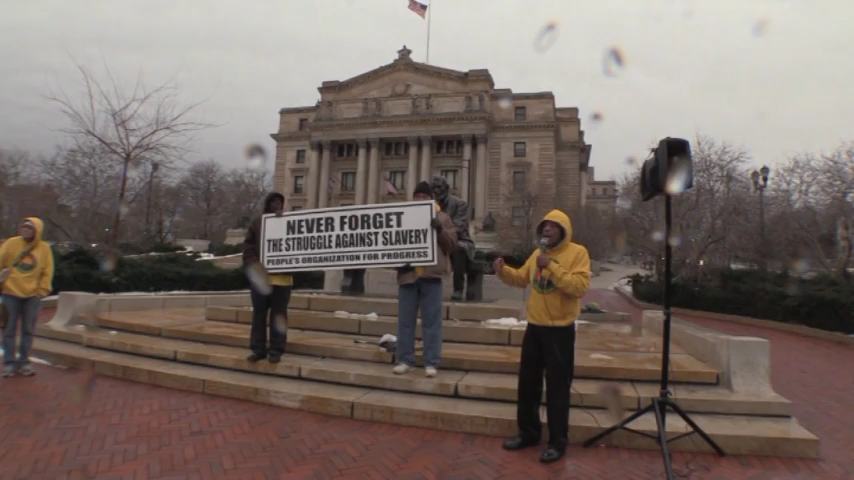 NEVER FORGET
THE STRUGGLE AGAINST SLAVERY
PEOPLE'S ORGANIZATION FOR PROGRESS